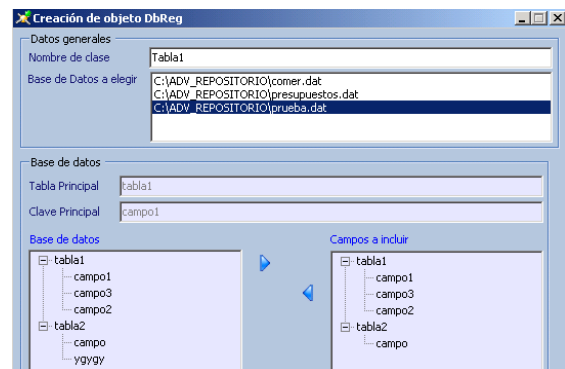 Creación de objeto DbReg
Datos generales
Nombre de clase Tabla1
Base de Datos a elegir C:\ADV_REPOSITORIO\comer.dat
C:\ADV_REPOSITORIO\presupuestos.dat
C:\ADV_REPOSITORIO\prueba.dat
Base de datos
Tabla Principal tabla1
Clave Principal campo1
Base de datos Campos a incluir
tabla1 tabla1
campo1 campo1
campo3 campo3
campo2 campo2
tabla2 tabla2
campo campo
ygygy